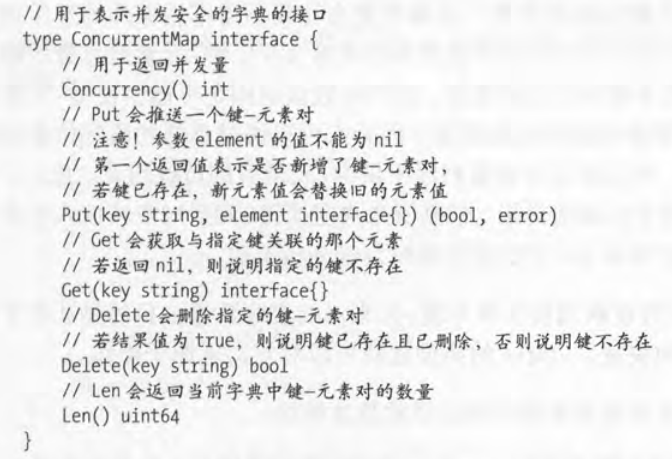 // 用于表示并发安全的字典的接口
type ConcurrentMap interface {
// 用于返回并发量
Concurrency() int
// Put 会推送一个键-元素对
// 注意！参数 element 的值不能为 nil
// 第一个返回值表示是否新增了键-元素对，
// 若键已存在，新元素值会替换旧的元素值
Put(key string, element interface{}) (bool, error)
// Get 会获取与指定键关联的那个元素
// 若返回 nil，则说明指定的键不存在
Get(key string) interface{}
// Delete 会删除指定的键-元素对
// 若结果值为 true，则说明键已存在且已删除，否则说明键不存在
Delete(key string) bool
// Len 会返回当前字典中键-元素对的数量
Len() uint64
}